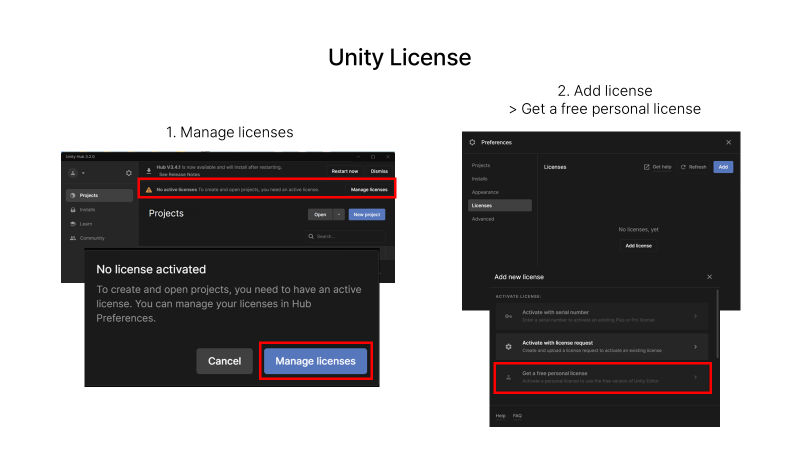 Unity License
1. Manage licenses
Unity Hub 3.2.0
Hub V3.4.1 is now available and will install after restarting.
See Release Notes
Restart now
Dismiss
No active licenses To create and open projects, you need an active license
Manage licenses
Projects
Installs
Learn
Community
Projects
Open
New project
Search...
No license activated
To create and open projects, you need to have an active
license. You can manage your licenses in Hub
Preferences.
Cancel
Manage licenses
2. Add license
> Get a free personal license
Preferences
Projects
Installs
Appearance
Licenses
Advanced
Licenses
Get help
Refresh
Add
No licenses, yet
Add license
Add new license
ACTIVATE LICENSE:
Activate with serial number
Enter a serial number to activate an existing Plus or Pro license
Activate with license request
Create and upload a license request to activate an existing license
Get a free personal license
Activate a personal license to use the free version of Unity Editor
Help
FAQ